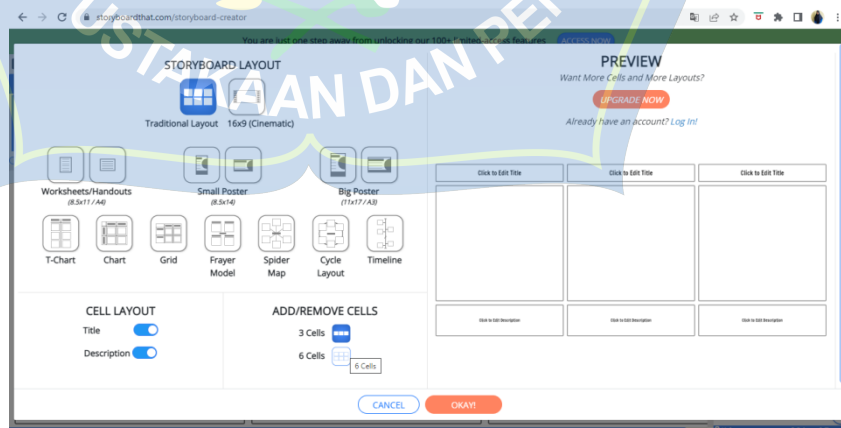 storyboardthat.com/storyboard-creator
You are just one step away from unlocking our 100+ limited-access features ACCESS NOW
STORYBOARD LAYOUT
Traditional Layout 16x9 (Cinematic)
Worksheets/Handouts
(8.5x11 / A4)
Small Poster
(8.5x14)
Big Poster
(11x17 / A3)
T-Chart
Chart
Grid
Frayer
Model
Spider
Map
Cycle
Layout
Timeline
CELL LAYOUT
Title
Description
ADD/REMOVE CELLS
3 Cells
6 Cells
6 Cells
PREVIEW
Want More Cells and More Layouts?
UPGRADE NOW
Already have an account? Log In!
Click to Edit Title
Click to Edit Title
Click to Edit Title
Click to Edit Description
Click to Edit Description
Click to Edit Description
CANCEL
OKAY!
USTAKAAN DAN PE